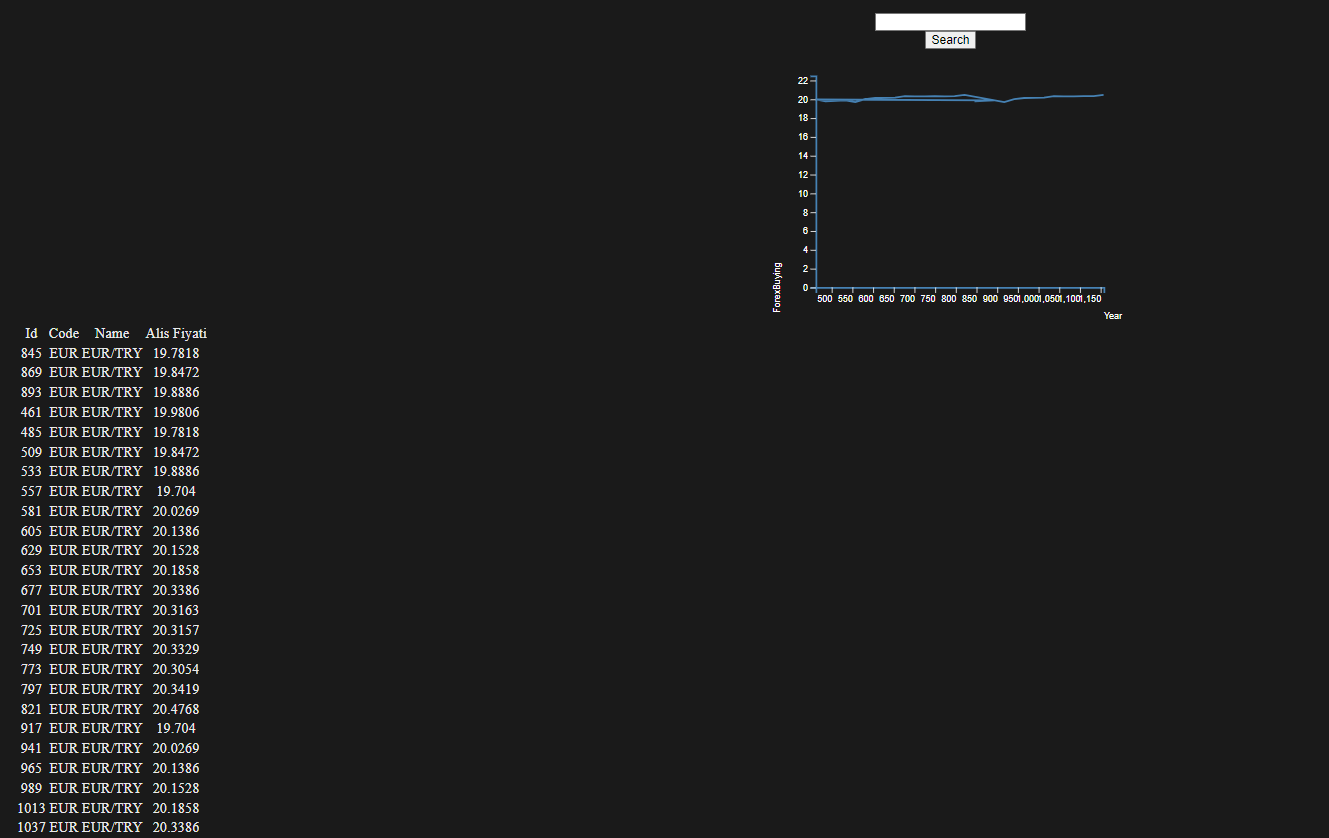 Search
22
20
18
16
14
12
10
8
6
4
2
0
ForexBuying
500 550 600 650 700 750 800 850 900 950 1,000 1,050 1,100 1,150
Year
Id Code Name Alis Fiyati
845 EUR EUR/TRY 19.7818
869 EUR EUR/TRY 19.8472
893 EUR EUR/TRY 19.8886
461 EUR EUR/TRY 19.9806
485 EUR EUR/TRY 19.7818
509 EUR EUR/TRY 19.8472
533 EUR EUR/TRY 19.8886
557 EUR EUR/TRY 19.704
581 EUR EUR/TRY 20.0269
605 EUR EUR/TRY 20.1386
629 EUR EUR/TRY 20.1528
653 EUR EUR/TRY 20.1858
677 EUR EUR/TRY 20.3386
701 EUR EUR/TRY 20.3163
725 EUR EUR/TRY 20.3157
749 EUR EUR/TRY 20.3329
773 EUR EUR/TRY 20.3054
797 EUR EUR/TRY 20.3419
821 EUR EUR/TRY 20.4768
917 EUR EUR/TRY 19.704
941 EUR EUR/TRY 20.0269
965 EUR EUR/TRY 20.1386
989 EUR EUR/TRY 20.1528
1013 EUR EUR/TRY 20.1858
1037 EUR EUR/TRY 20.3386